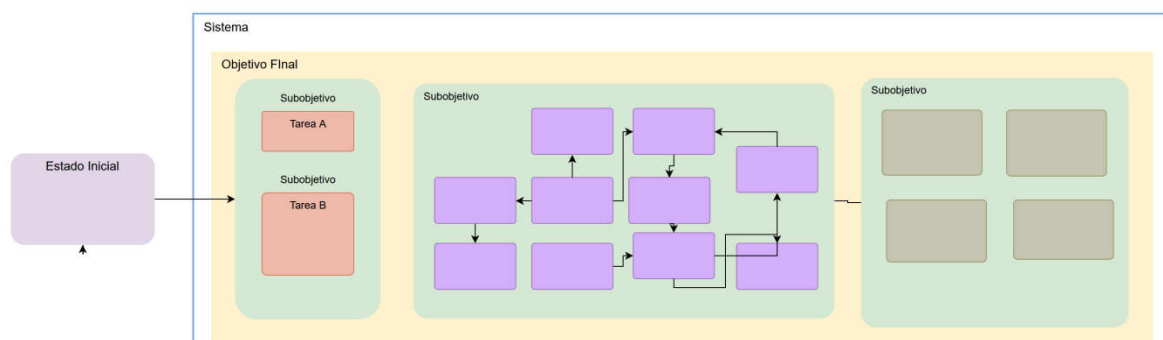 Sistema
Objetivo FInal
Subobjetivo
Tarea A
Subobjetivo
Tarea B
Subobjetivo
Subobjetivo
Estado Inicial